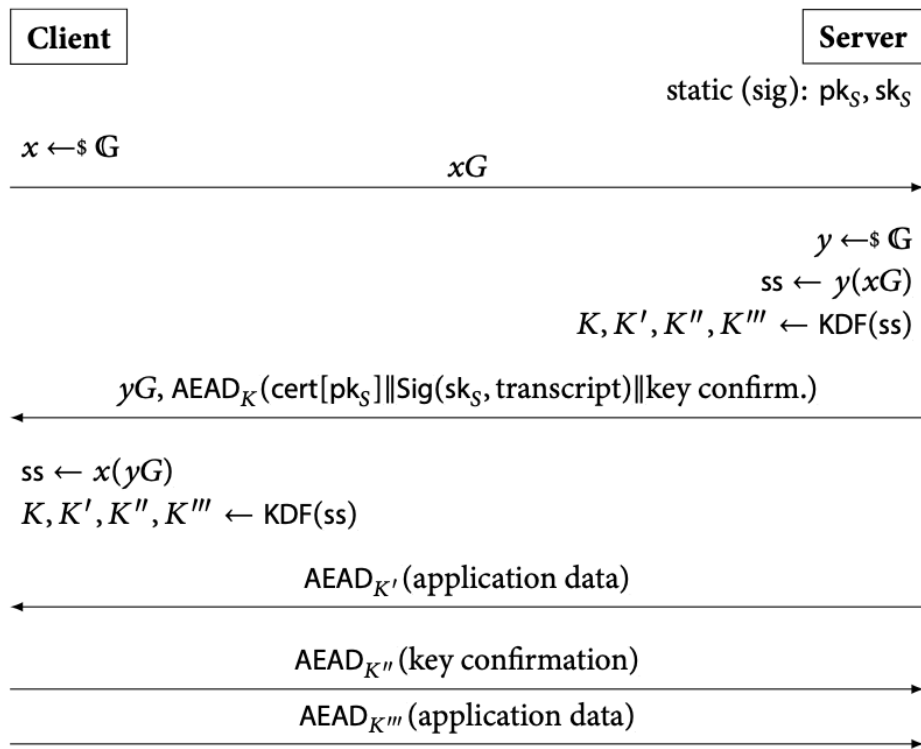 Client
Server
static (sig): pk_S, sk_S
x ←$ 𝔾
xG
y ←$ 𝔾
ss ← y(xG)
K, K′, K″, K‴ ← KDF(ss)
yG, AEAD_K(cert[pk_S]‖Sig(sk_S, transcript)‖key confirm.)
ss ← x(yG)
K, K′, K″, K‴ ← KDF(ss)
AEAD_K′(application data)
AEAD_K″(key confirmation)
AEAD_K‴(application data)